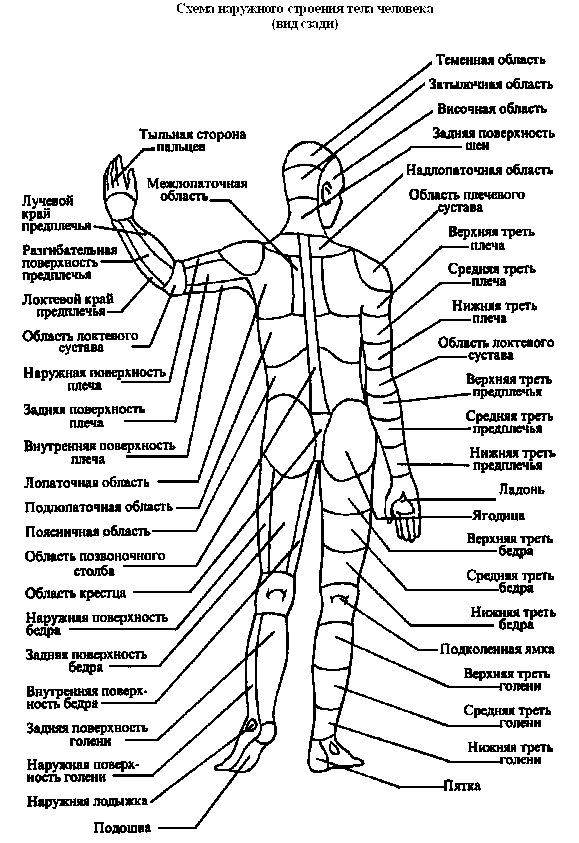 Схема наружного строения тела человека
(вид сзади)
Теменная область
Затылочная область
Височная область
Задняя поверхность
шеи
Надлопаточная область
Область плечевого
сустава
Верхняя треть
плеча
Средняя треть
плеча
Нижняя треть
плеча
Область локтевого
сустава
Верхняя треть
предплечья
Средняя треть
предплечья
Нижняя треть
предплечья
Ладонь
Ягодица
Верхняя треть
бедра
Средняя треть
бедра
Нижняя треть
бедра
Подколенная ямка
Верхняя треть
голени
Средняя треть
голени
Нижняя треть
голени
Пятка
Тыльная сторона
пальцев
Межлопаточная
область
Лучевой
край
предплечья
Разгибательная
поверхность
предплечья
Локтевой край
предплечья
Область локтевого
сустава
Наружная поверхность
плеча
Задняя поверхность
плеча
Внутренняя поверхность
плеча
Лопаточная область
Подлопаточная область
Поясничная область
Область позвоночного
столба
Область крестца
Наружная поверхность
бедра
Задняя поверхность
бедра
Внутренняя поверх-
ность бедра
Задняя поверхность
голени
Наружная поверх-
ность голени
Наружная лодыжка
Подошва